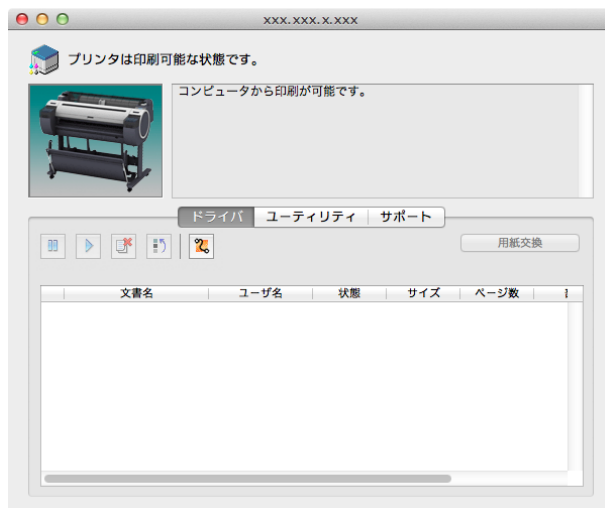 xxx.xxx.x.xxx
プリンタは印刷可能な状態です。
コンピュータから印刷が可能です。
ドライバ ユーティリティ サポート
用紙交換
文書名 ユーザ名 状態 サイズ ページ数